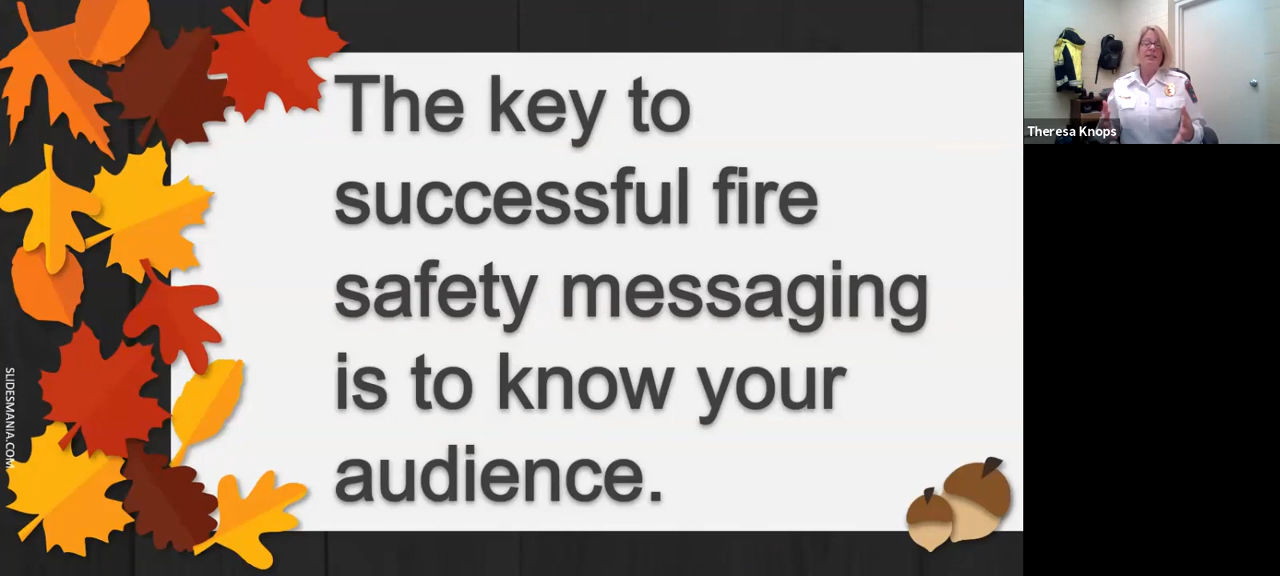 The key to
successful fire
safety messaging
is to know your
audience.
SLIDESMANIA.COM
Theresa Knops